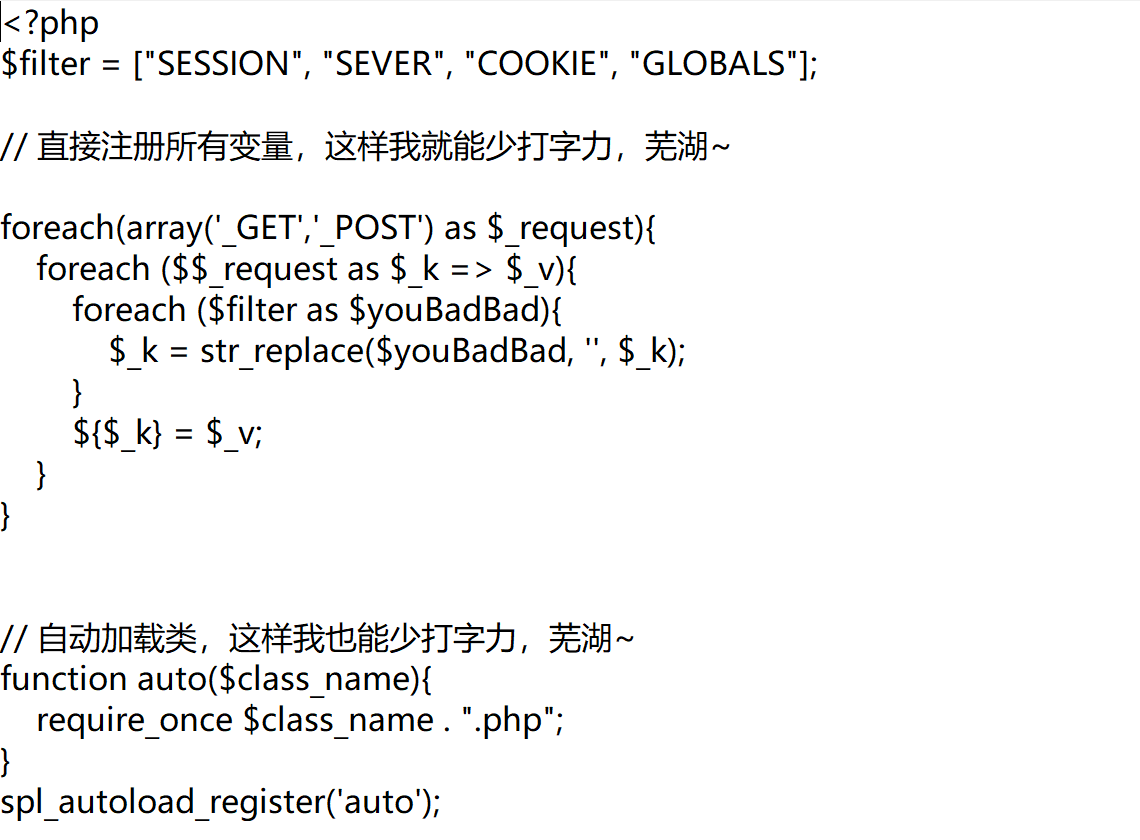 <?php
$filter = ["SESSION", "SEVER", "COOKIE", "GLOBALS"];
// 直接注册所有变量，这样我就能少打字力，芜湖~
foreach(array('_GET','_POST') as $_request){
    foreach ($$_request as $_k => $_v){
        foreach ($filter as $youBadBad){
            $_k = str_replace($youBadBad, '', $_k);
        }
        ${$_k} = $_v;
    }
}
// 自动加载类，这样我也能少打字力，芜湖~
function auto($class_name){
    require_once $class_name . ".php";
}
spl_autoload_register('auto');